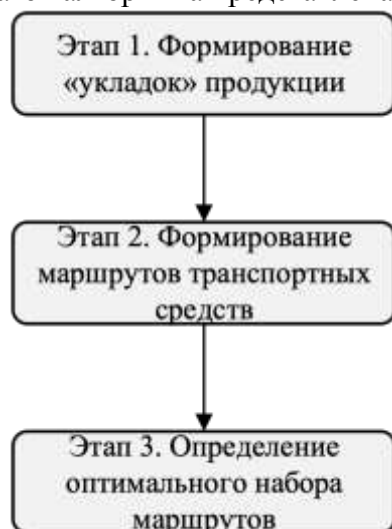 Этап 1. Формирование
«укладок» продукции
Этап 2. Формирование
маршрутов транспортных
средств
Этап 3. Определение
оптимального набора
маршрутов